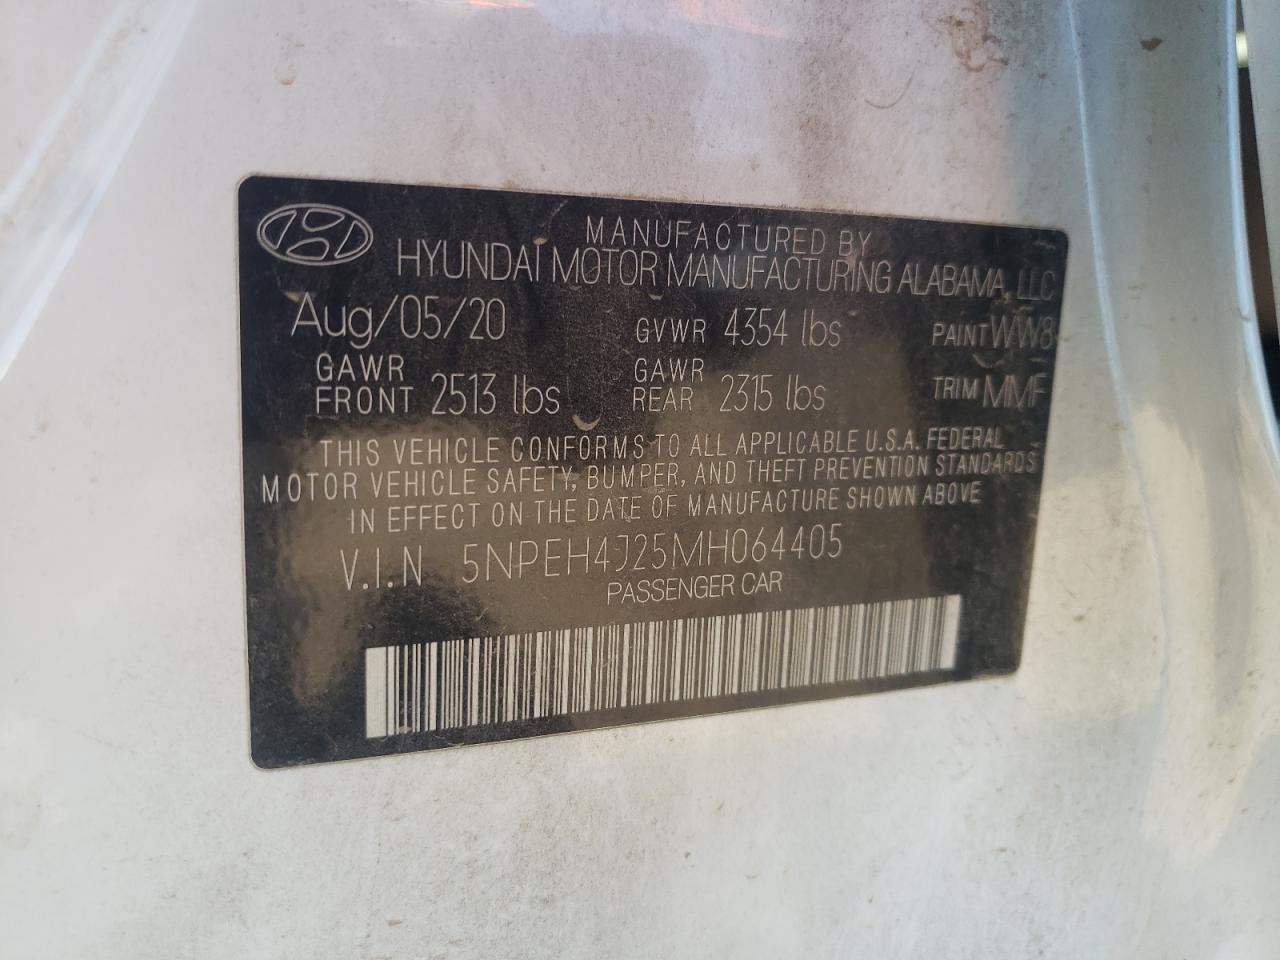 MANUFACTURED BY
HYUNDAI MOTOR MANUFACTURING ALABAMA, LLC
Aug/05/20 GVWR 4354 lbs PAINT WW8
GAWR FRONT 2513 lbs GAWR REAR 2315 lbs TRIM MMF
THIS VEHICLE CONFORMS TO ALL APPLICABLE U.S.A. FEDERAL
MOTOR VEHICLE SAFETY, BUMPER, AND THEFT PREVENTION STANDARDS
IN EFFECT ON THE DATE OF MANUFACTURE SHOWN ABOVE
V.I.N 5NPEH4J25MH064405
PASSENGER CAR